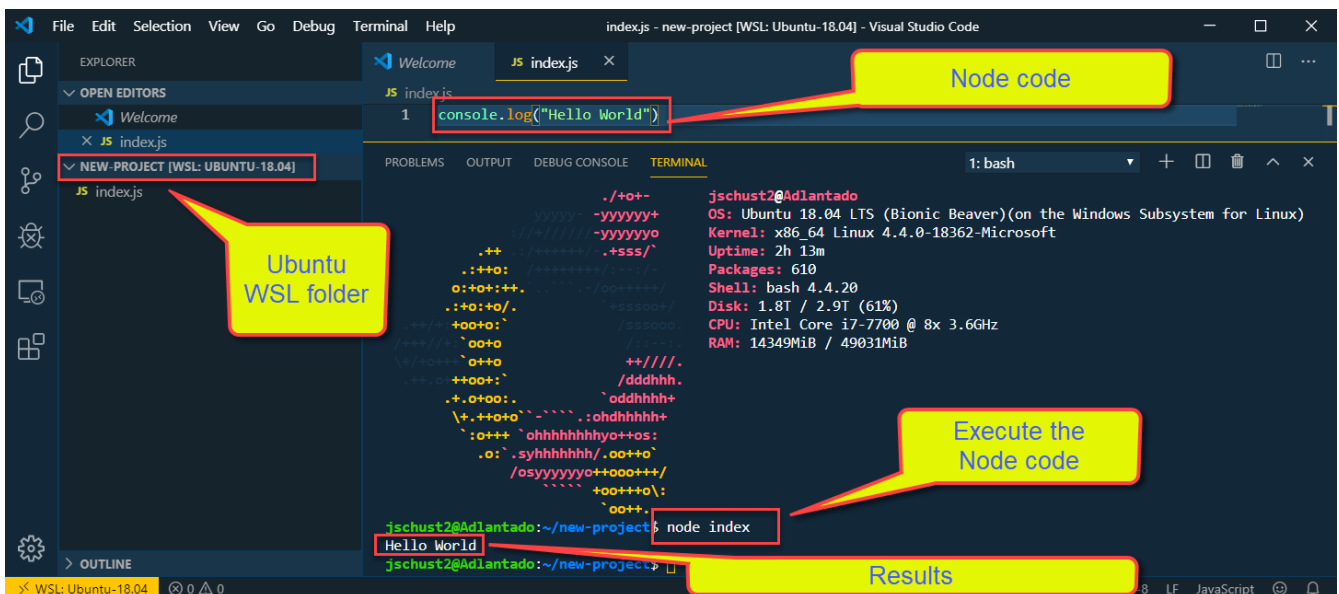 File Edit Selection View Go Debug Terminal Help
index.js - new-project [WSL: Ubuntu-18.04] - Visual Studio Code
EXPLORER
OPEN EDITORS
Welcome
JS index.js
NEW-PROJECT [WSL: UBUNTU-18.04]
JS index.js
Ubuntu
WSL folder
OUTLINE
Welcome
JS index.js
JS index.js
1 console.log("Hello World")
Node code
PROBLEMS OUTPUT DEBUG CONSOLE TERMINAL
1: bash
jschust2@Adlantado
OS: Ubuntu 18.04 LTS (Bionic Beaver)(on the Windows Subsystem for Linux)
Kernel: x86_64 Linux 4.4.0-18362-Microsoft
Uptime: 2h 13m
Packages: 610
Shell: bash 4.4.20
Disk: 1.8T / 2.9T (61%)
CPU: Intel Core i7-7700 @ 8x 3.6GHz
RAM: 14349MiB / 49031MiB
Execute the
Node code
jschust2@Adlantado:~/new-project$ node index
Hello World
jschust2@Adlantado:~/new-project$
Results
WSL: Ubuntu-18.04 0 0
-8 LF JavaScript